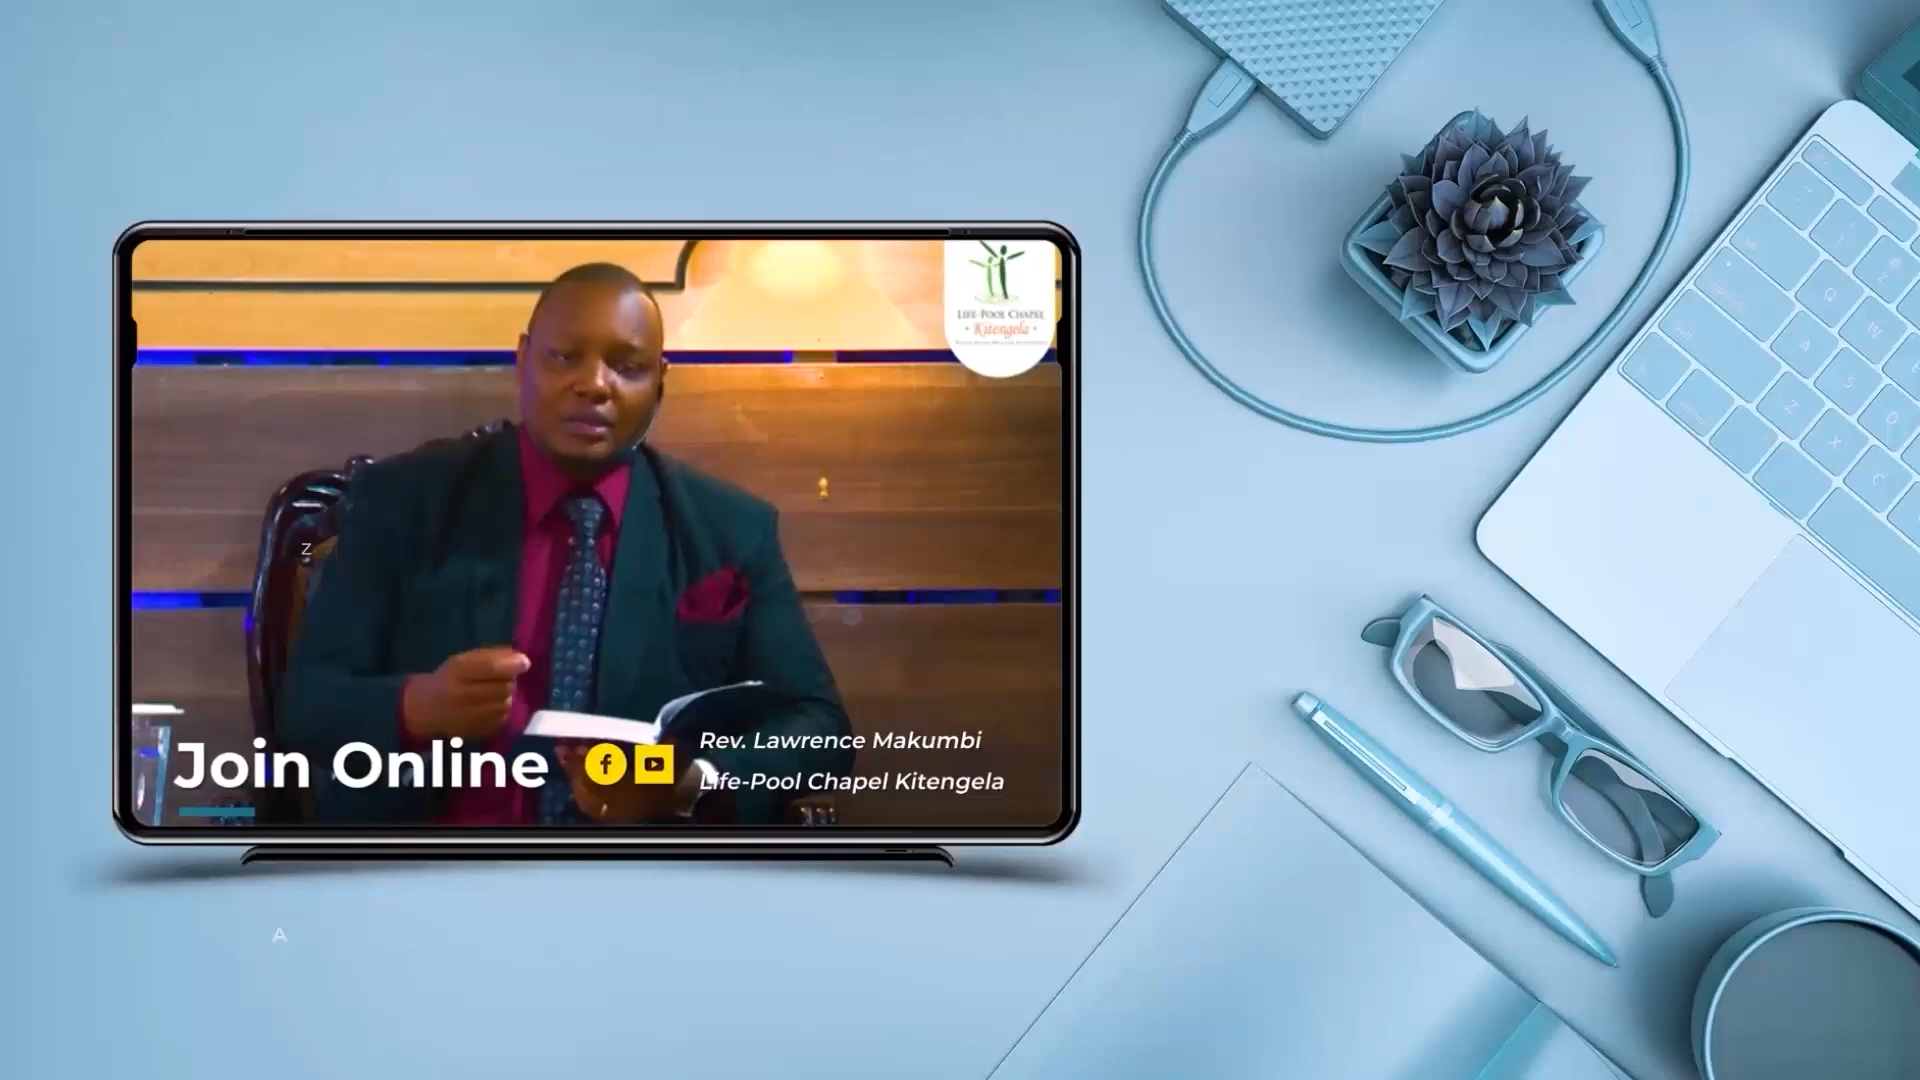 LIFE-POOL CHAPEL
Kitengela
Z
Join Online
Rev. Lawrence Makumbi
Life-Pool Chapel Kitengela
A
Q
W
A
S
D
Z
X
C